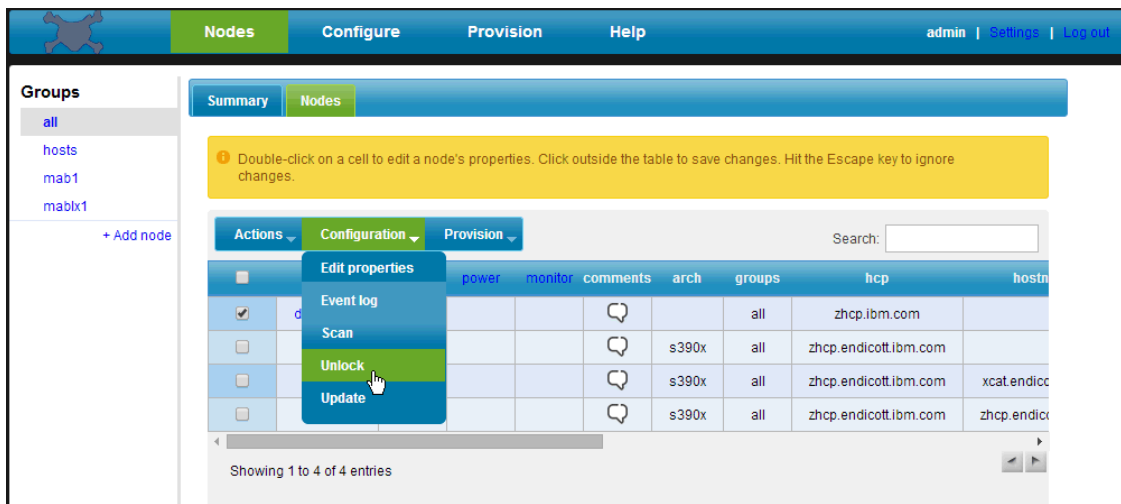 Nodes Configure Provision Help admin | Settings | Log out
Groups
all
hosts
mab1
mablx1
+ Add node
Summary Nodes
Double-click on a cell to edit a node's properties. Click outside the table to save changes. Hit the Escape key to ignore
changes.
Actions Configuration Provision Search:
Edit properties
Event log
Scan
Unlock
Update
power monitor comments arch groups hcp hostn
d all zhcp.ibm.com
s390x all zhcp.endicott.ibm.com
s390x all zhcp.endicott.ibm.com xcat.endicc
s390x all zhcp.endicott.ibm.com zhcp.endicc
Showing 1 to 4 of 4 entries